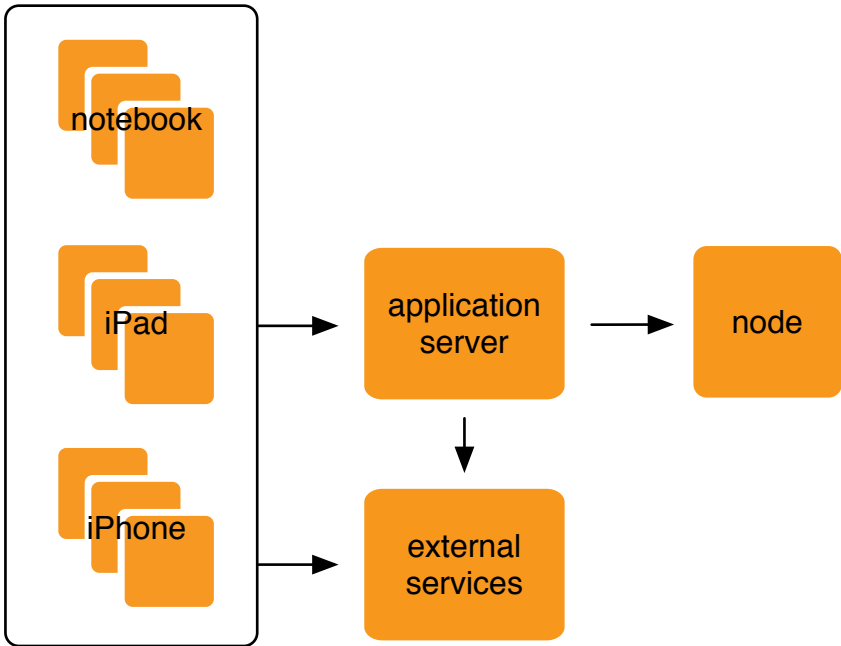 notebook
iPad
iPhone
application
server
node
external
services